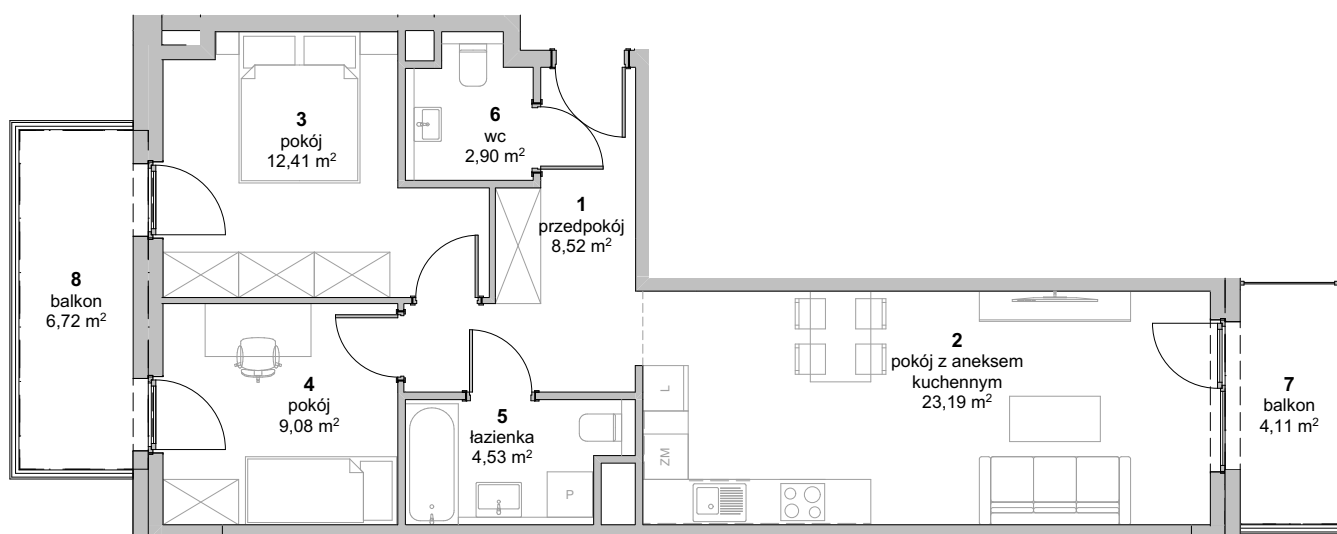 3
pokój
12,41 m²
6
wc
2,90 m²
1
przedpokój
8,52 m²
8
balkon
6,72 m²
2
pokój z aneksem
kuchennym
23,19 m²
4
pokój
9,08 m²
5
łazienka
4,53 m²
7
balkon
4,11 m²
L
ZM
P